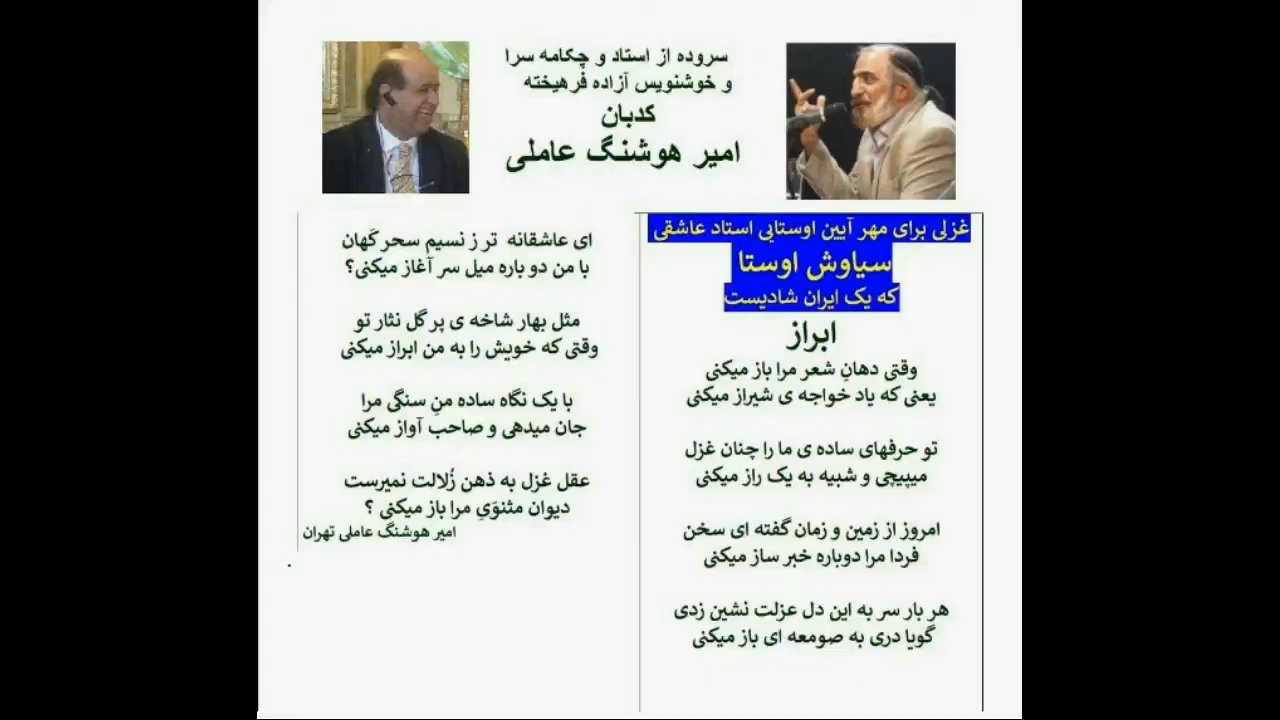 سروده از استاد و چکامه سرا
و خوشنویس آزاده فرهیخته
کدبان
امیر هوشنگ عاملی
غزلی برای مهر آیین اوستایی استاد عاشقی
سیاوش اوستا
که یک ایران شادیست
ابراز
وقتی دهانِ شعر مرا باز میکنی
یعنی که یاد خواجه ی شیراز میکنی
تو حرفهای ساده ی ما را چنان غزل
میپیچی و شبیه به یک راز میکنی
امروز از زمین و زمان گفته ای سخن
فردا مرا دوباره خبر ساز میکنی
هر بار سر به این دل عزلت نشین زدی
گویا دری به صومعه ای باز میکنی
ای عاشقانه تر ز نسیم سحر گهان
با من دو باره میل سر آغاز میکنی؟
مثل بهار شاخه ی پر گل نثار تو
وقتی که خویش را به من ابراز میکنی
با یک نگاه ساده منِ سنگی مرا
جان میدهی و صاحب آواز میکنی
عقل غزل به ذهن زُلالت نمیرست
دیوان مثنوَیِ مرا باز میکنی ؟
امیر هوشنگ عاملی تهران
.